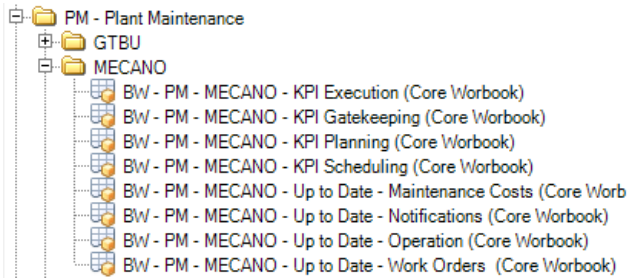 PM - Plant Maintenance
GTBU
MECANO
BW - PM - MECANO - KPI Execution (Core Worbook)
BW - PM - MECANO - KPI Gatekeeping (Core Worbook)
BW - PM - MECANO - KPI Planning (Core Worbook)
BW - PM - MECANO - KPI Scheduling (Core Worbook)
BW - PM - MECANO - Up to Date - Maintenance Costs (Core Worb
BW - PM - MECANO - Up to Date - Notifications (Core Worbook)
BW - PM - MECANO - Up to Date - Operation (Core Worbook)
BW - PM - MECANO - Up to Date - Work Orders  (Core Worbook)